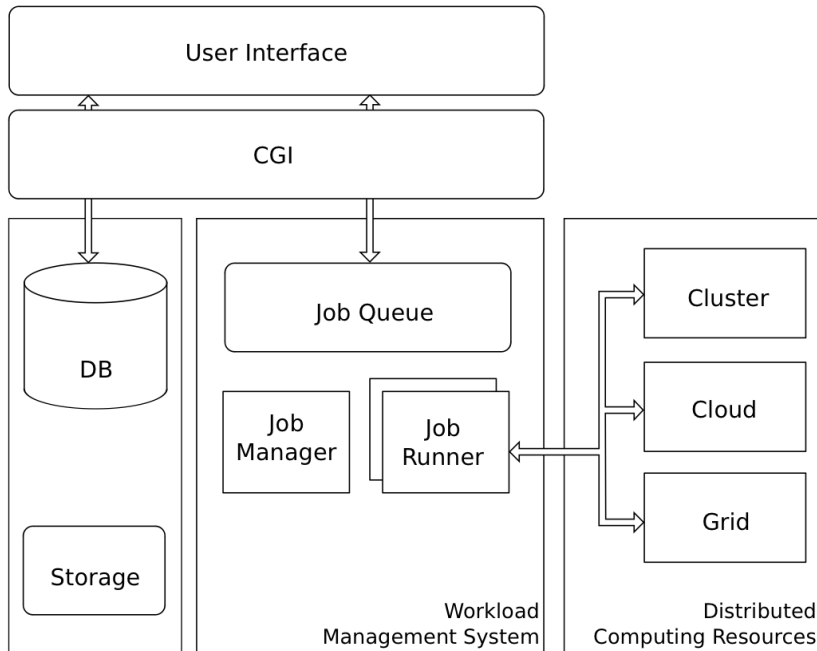 User Interface
CGI
DB
Storage
Job Queue
Job
Manager
Job
Runner
Workload
Management System
Cluster
Cloud
Grid
Distributed
Computing Resources